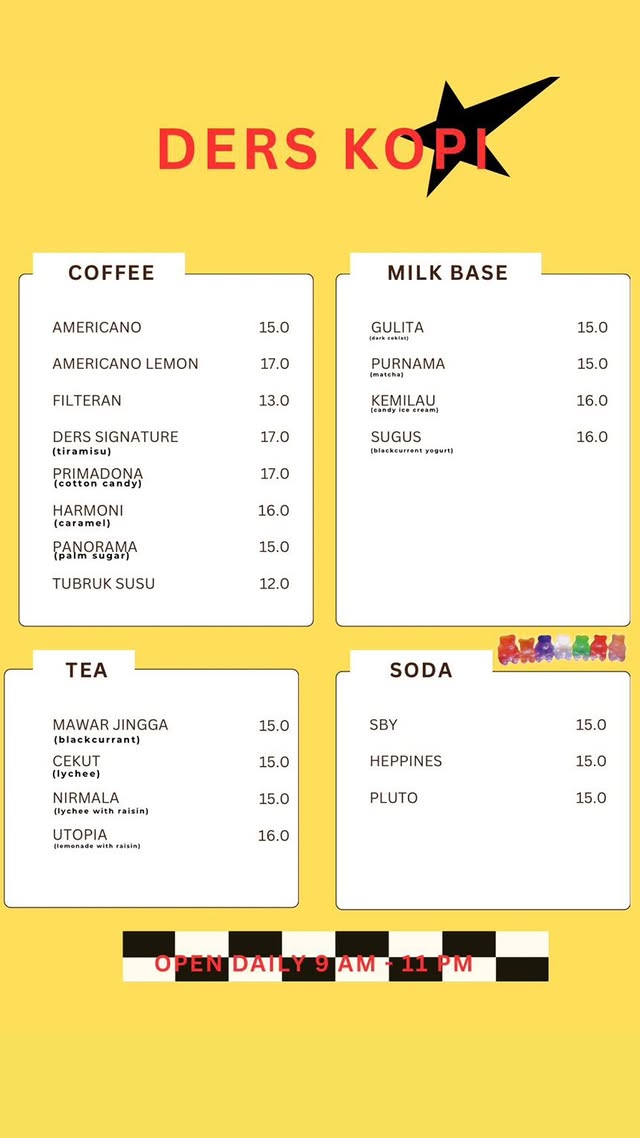 DERS KOPI
COFFEE
AMERICANO 15.0
AMERICANO LEMON 17.0
FILTERAN 13.0
DERS SIGNATURE 17.0
(tiramisu)
PRIMADONA 17.0
(cotton candy)
HARMONI 16.0
(caramel)
PANORAMA 15.0
(palm sugar)
TUBRUK SUSU 12.0
MILK BASE
GULITA 15.0
(dark coklat)
PURNAMA 15.0
(matcha)
KEMILAU 16.0
(candy ice cream)
SUGUS 16.0
(blackcurrent yogurt)
TEA
MAWAR JINGGA 15.0
(blackcurrant)
CEKUT 15.0
(lychee)
NIRMALA 15.0
(lychee with raisin)
UTOPIA 16.0
(lemonade with raisin)
SODA
SBY 15.0
HEPPINES 15.0
PLUTO 15.0
OPEN DAILY 9 AM - 11 PM